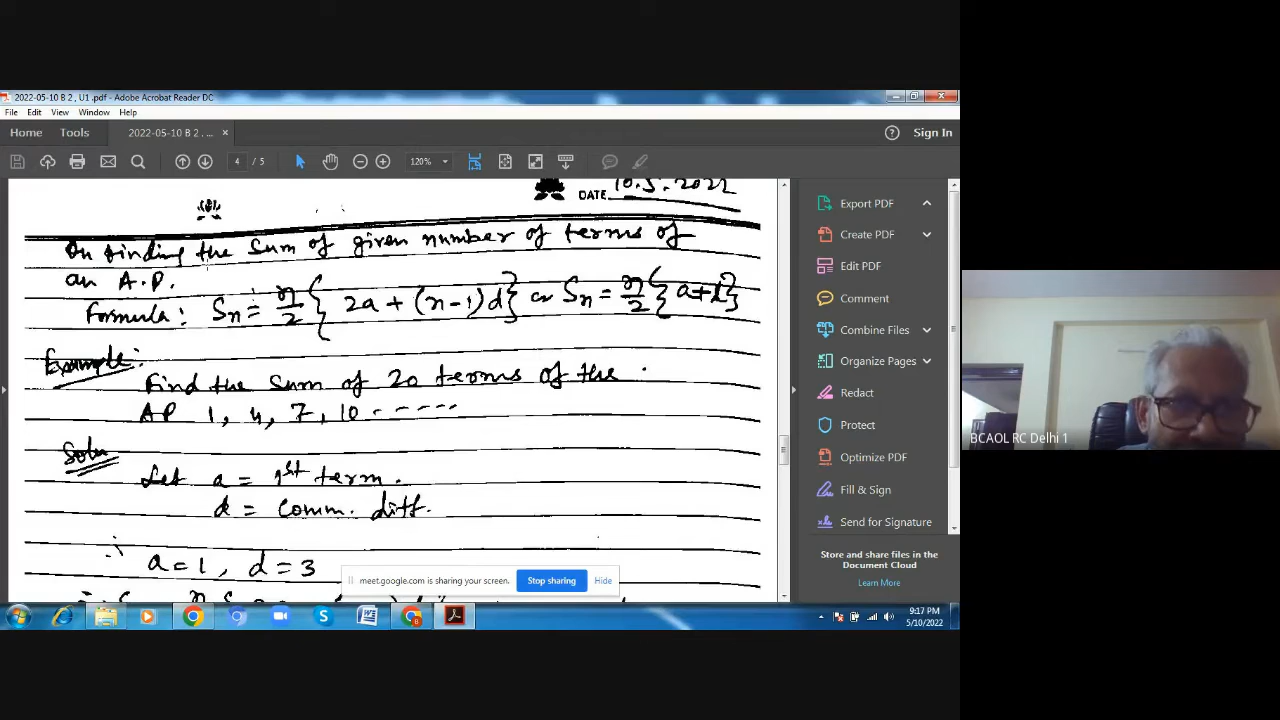 2022-05-10 B 2 , U1 .pdf - Adobe Acrobat Reader DC
File Edit View Window Help
Home Tools 2022-05-10 B 2 . ... × Sign In
4 / 5 120%
DATE 10.5.2022
On finding the Sum of given number of terms of
an A.P.
Formula: Sn = n/2 { 2a + (n-1)d} or Sn = n/2 { a+l}
Example:
Find the Sum of 20 terms of the
AP 1, 4, 7, 10 - - - - -
Soln
Let a = 1st term.
d = comm. diff.
∴ a = 1, d = 3
meet.google.com is sharing your screen. Stop sharing Hide
Export PDF
Create PDF
Edit PDF
Comment
Combine Files
Organize Pages
Redact
Protect
Optimize PDF
Fill & Sign
Send for Signature
Store and share files in the
Document Cloud
Learn More
BCAOL RC Delhi 1
9:17 PM
5/10/2022